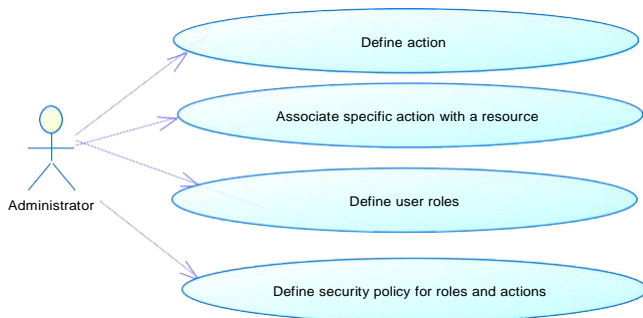 Define action
Associate specific action with a resource
Administrator
Define user roles
Define security policy for roles and actions